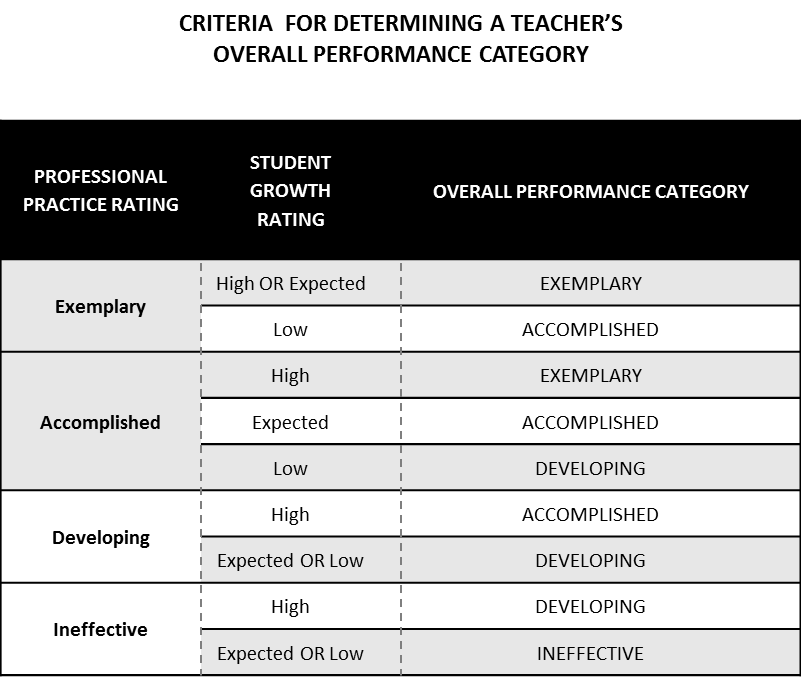 CRITERIA FOR DETERMINING A TEACHER’S
OVERALL PERFORMANCE CATEGORY
PROFESSIONAL
PRACTICE RATING
STUDENT
GROWTH
RATING
OVERALL PERFORMANCE CATEGORY
Exemplary
High OR Expected
EXEMPLARY
Low
ACCOMPLISHED
Accomplished
High
EXEMPLARY
Expected
ACCOMPLISHED
Low
DEVELOPING
Developing
High
ACCOMPLISHED
Expected OR Low
DEVELOPING
Ineffective
High
DEVELOPING
Expected OR Low
INEFFECTIVE